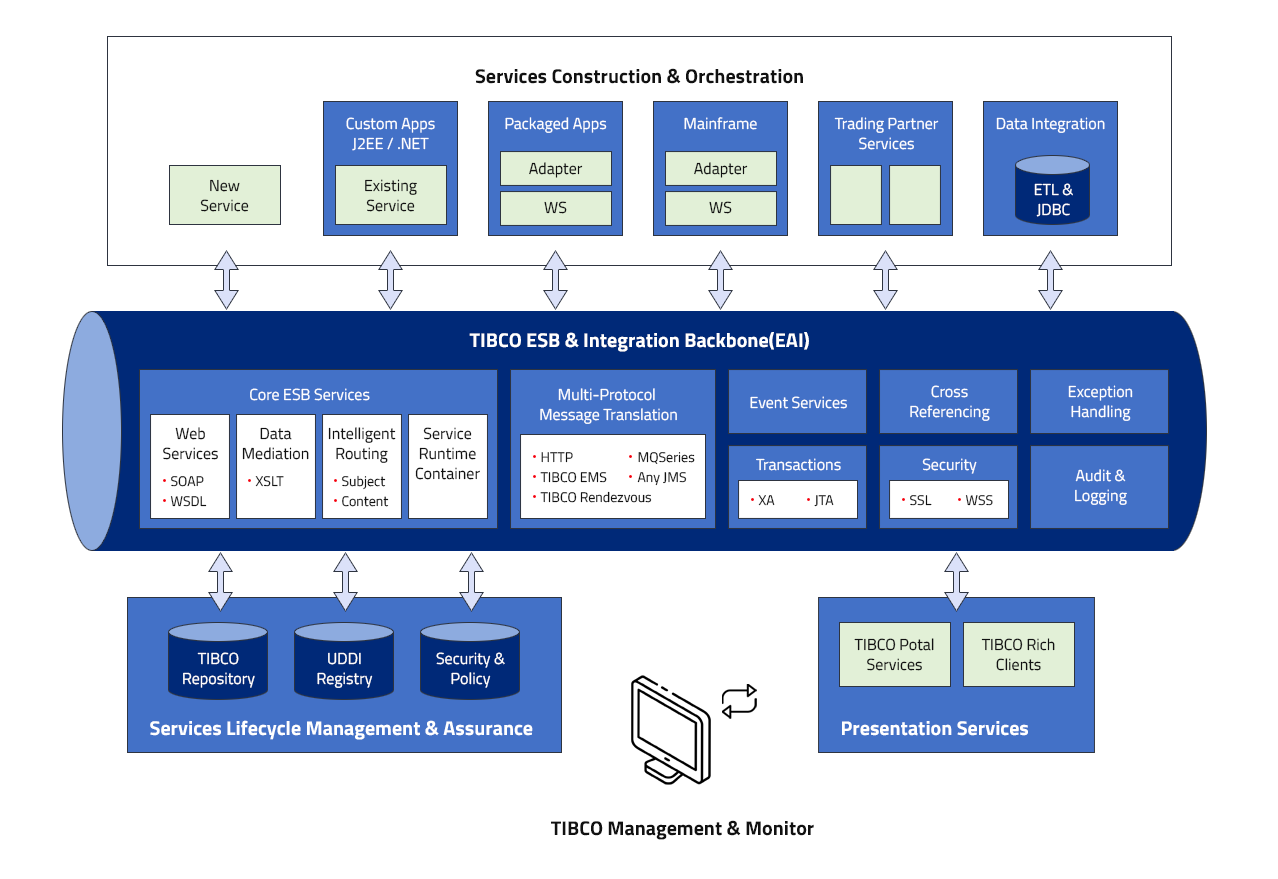 Services Construction & Orchestration
New
Service
Custom Apps
J2EE / .NET
Existing
Service
Packaged Apps
Adapter
WS
Mainframe
Adapter
WS
Trading Partner
Services
Data Integration
ETL &
JDBC
TIBCO ESB & Integration Backbone(EAI)
Core ESB Services
Web
Services
• SOAP
• WSDL
Data
Mediation
• XSLT
Intelligent
Routing
• Subject
• Content
Service
Runtime
Container
Multi-Protocol
Message Translation
• HTTP • MQSeries
• TIBCO EMS • Any JMS
• TIBCO Rendezvous
Event Services
Cross
Referencing
Exception
Handling
Transactions
• XA • JTA
Security
• SSL • WSS
Audit &
Logging
TIBCO
Repository
UDDI
Registry
Security &
Policy
Services Lifecycle Management & Assurance
TIBCO Potal
Services
TIBCO Rich
Clients
Presentation Services
TIBCO Management & Monitor